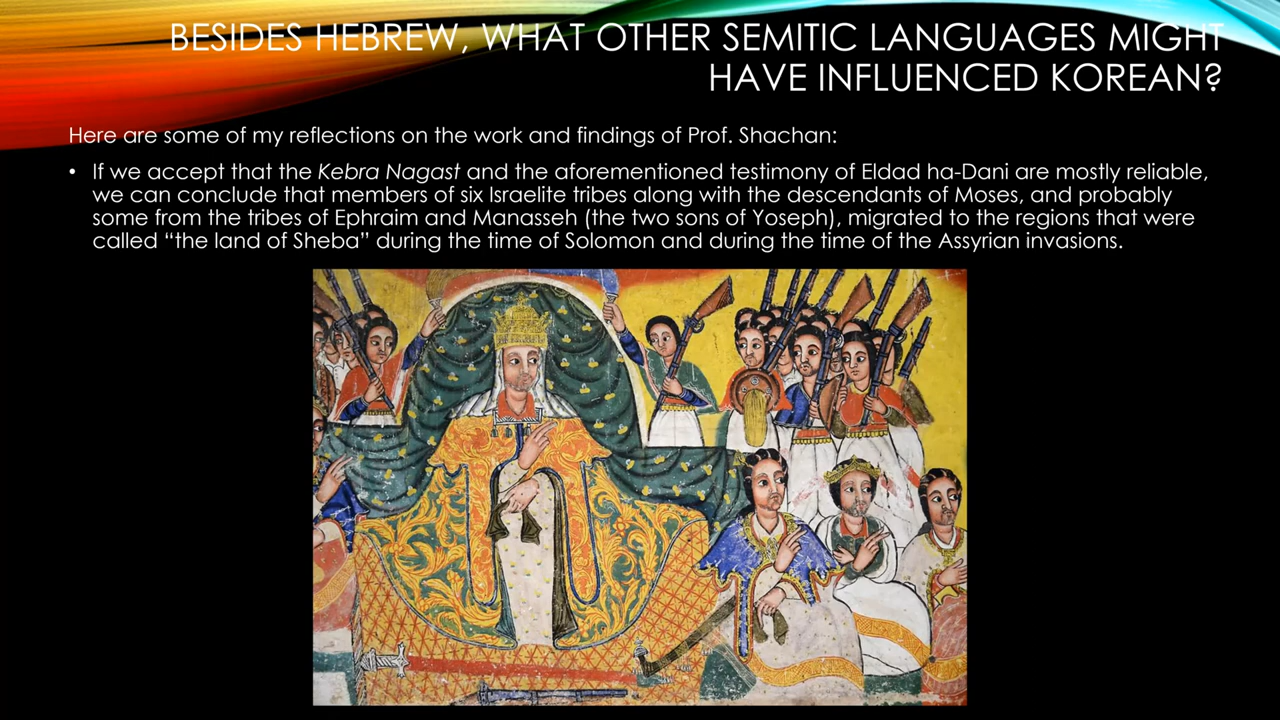 BESIDES HEBREW, WHAT OTHER SEMITIC LANGUAGES MIGHT
HAVE INFLUENCED KOREAN?
Here are some of my reflections on the work and findings of Prof. Shachan:
• If we accept that the Kebra Nagast and the aforementioned testimony of Eldad ha-Dani are mostly reliable,
we can conclude that members of six Israelite tribes along with the descendants of Moses, and probably
some from the tribes of Ephraim and Manasseh (the two sons of Yoseph), migrated to the regions that were
called “the land of Sheba” during the time of Solomon and during the time of the Assyrian invasions.